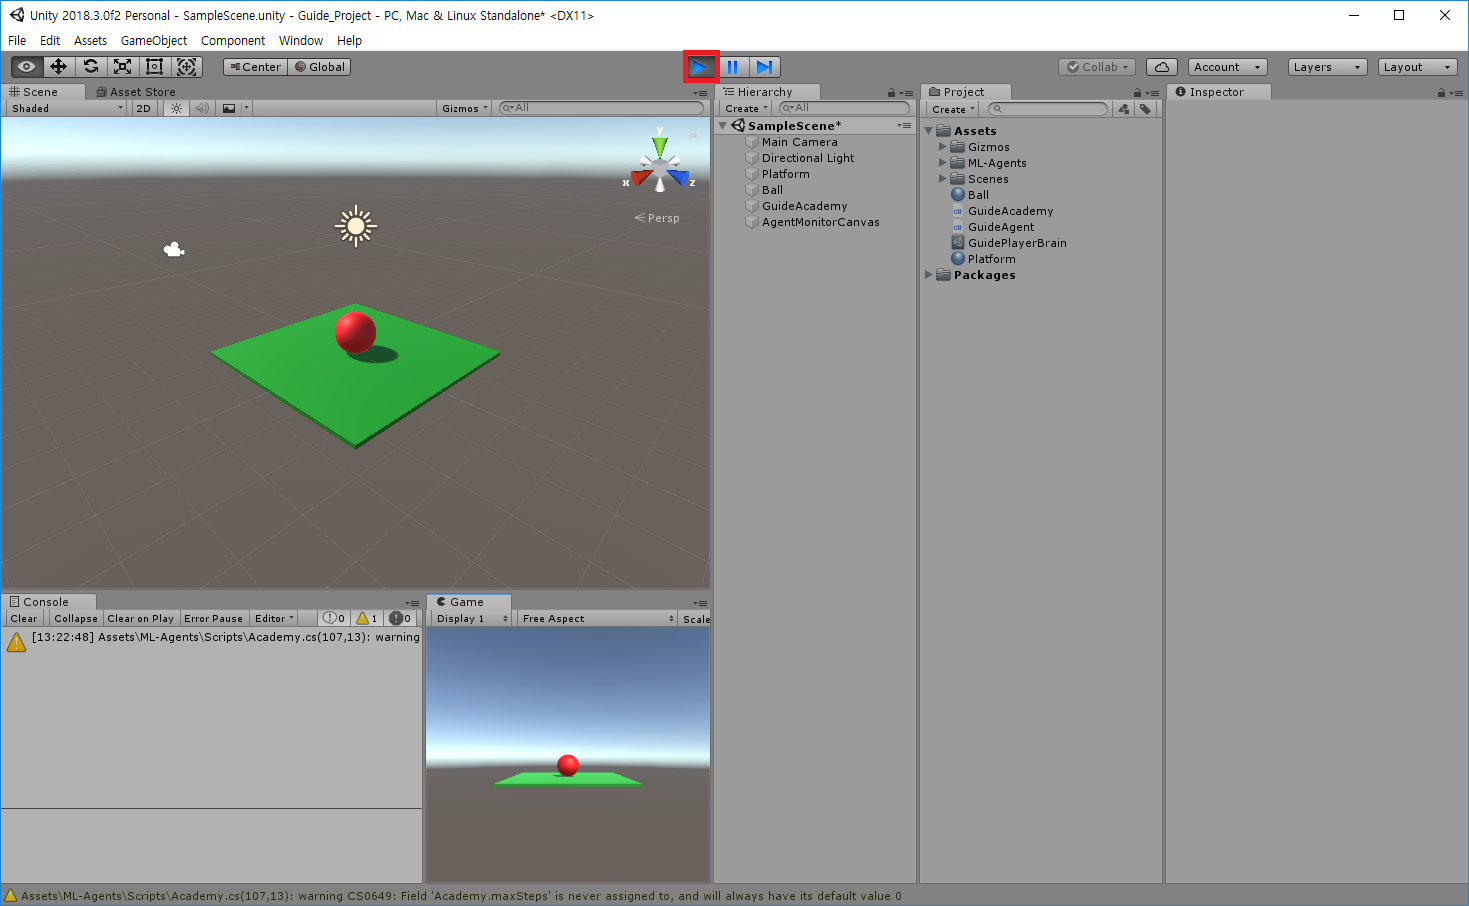 Unity 2018.3.0f2 Personal - SampleScene.unity - Guide_Project - PC, Mac & Linux Standalone* <DX11>
File Edit Assets GameObject Component Window Help
Center Global Collab Account Layers Layout
Scene Asset Store
Shaded 2D Gizmos All
y
x z
Persp
Hierarchy
Create All
SampleScene*
Main Camera
Directional Light
Platform
Ball
GuideAcademy
AgentMonitorCanvas
Project
Create
Assets
Gizmos
ML-Agents
Scenes
Ball
GuideAcademy
GuideAgent
GuidePlayerBrain
Platform
Packages
Inspector
Console
Clear Collapse Clear on Play Error Pause Editor 0 1 0
[13:22:48] Assets\ML-Agents\Scripts\Academy.cs(107,13): warning
Game
Display 1 Free Aspect Scale
Assets\ML-Agents\Scripts\Academy.cs(107,13): warning CS0649: Field 'Academy.maxSteps' is never assigned to, and will always have its default value 0